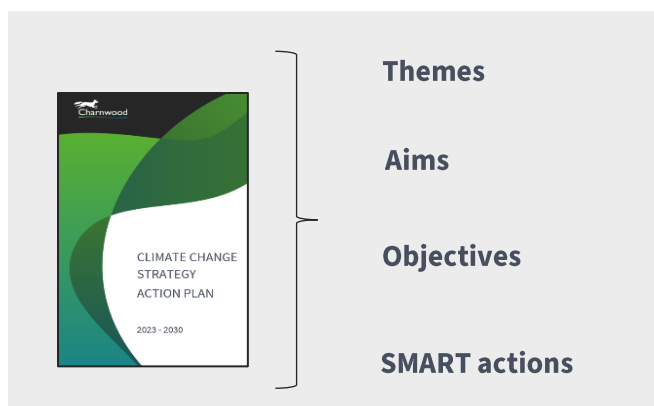 Charnwood
CLIMATE CHANGE
STRATEGY
ACTION PLAN
2023 - 2030
Themes
Aims
Objectives
SMART actions